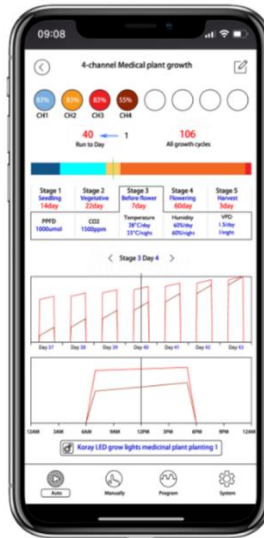 09:08
4-channel Medical plant growth
83% 83% 83% 55%
CH1 CH2 CH3 CH4
40 1 106
Run to Day All growth cycles
Stage 1 Stage 2 Stage 3 Stage 4 Stage 5
Seedling Vegetative Before flower Flowering Harvest
14day 22day 7day 60day 3day
PPFD CO2 Temperature Humidity VPD
1000umol 1500ppm 28°C/day 60%/day 1.5/day
23°C/night 60%/night 1/night
< Stage 3 Day 4 >
Day 37 Day 38 Day 39 Day 40 Day 41 Day 42 Day 43
12AM 3AM 6AM 9AM 12PM 3PM 6PM 9PM 12AM
Koray LED grow lights medicinal plant planting 1
Auto Manually Program System